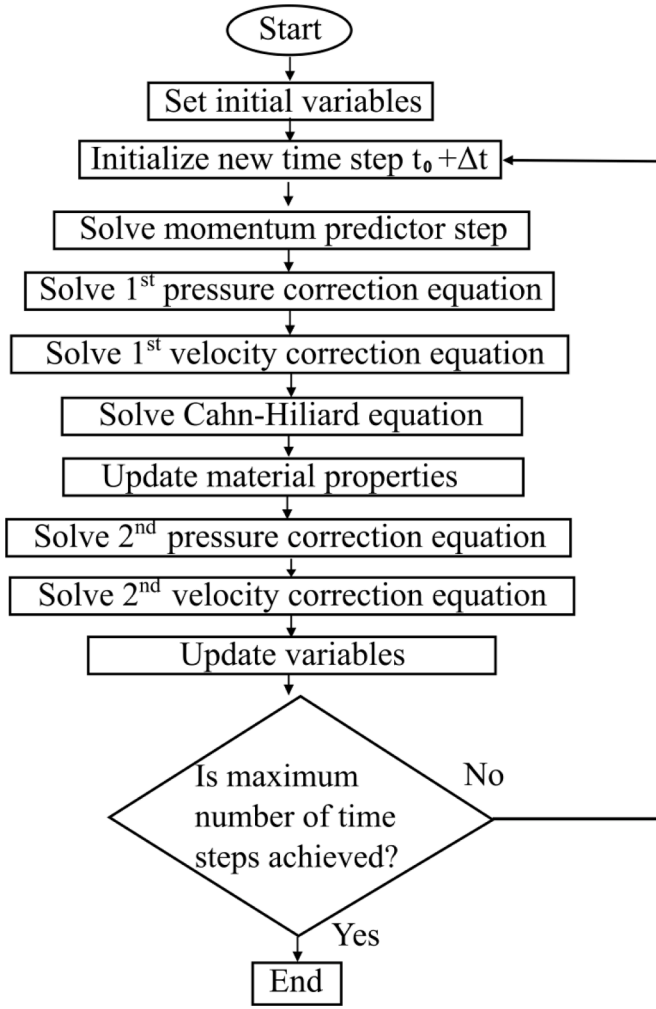 Start
Set initial variables
Initialize new time step t₀ +Δt
Solve momentum predictor step
Solve 1st pressure correction equation
Solve 1st velocity correction equation
Solve Cahn-Hiliard equation
Update material properties
Solve 2nd pressure correction equation
Solve 2nd velocity correction equation
Update variables
Is maximum
number of time
steps achieved?
No
Yes
End